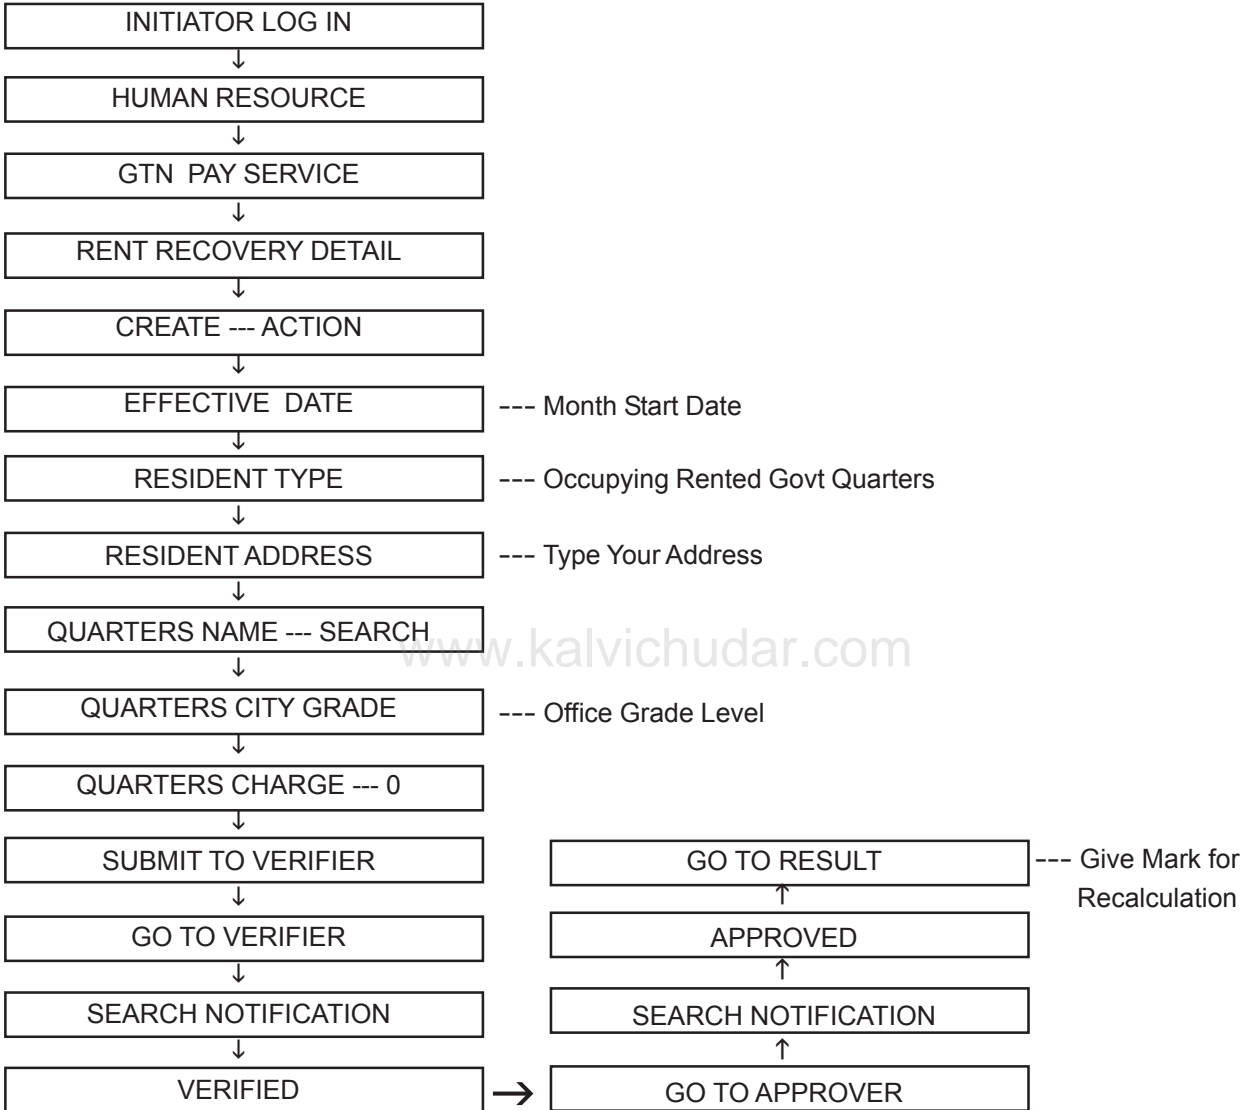 INITIATOR LOG IN
HUMAN RESOURCE
GTN PAY SERVICE
RENT RECOVERY DETAIL
CREATE --- ACTION
EFFECTIVE DATE --- Month Start Date
RESIDENT TYPE --- Occupying Rented Govt Quarters
RESIDENT ADDRESS --- Type Your Address
QUARTERS NAME --- SEARCH
www.kalvichudar.com
QUARTERS CITY GRADE --- Office Grade Level
QUARTERS CHARGE --- 0
SUBMIT TO VERIFIER
GO TO VERIFIER
SEARCH NOTIFICATION
VERIFIED
GO TO APPROVER
SEARCH NOTIFICATION
APPROVED
GO TO RESULT --- Give Mark for
Recalculation